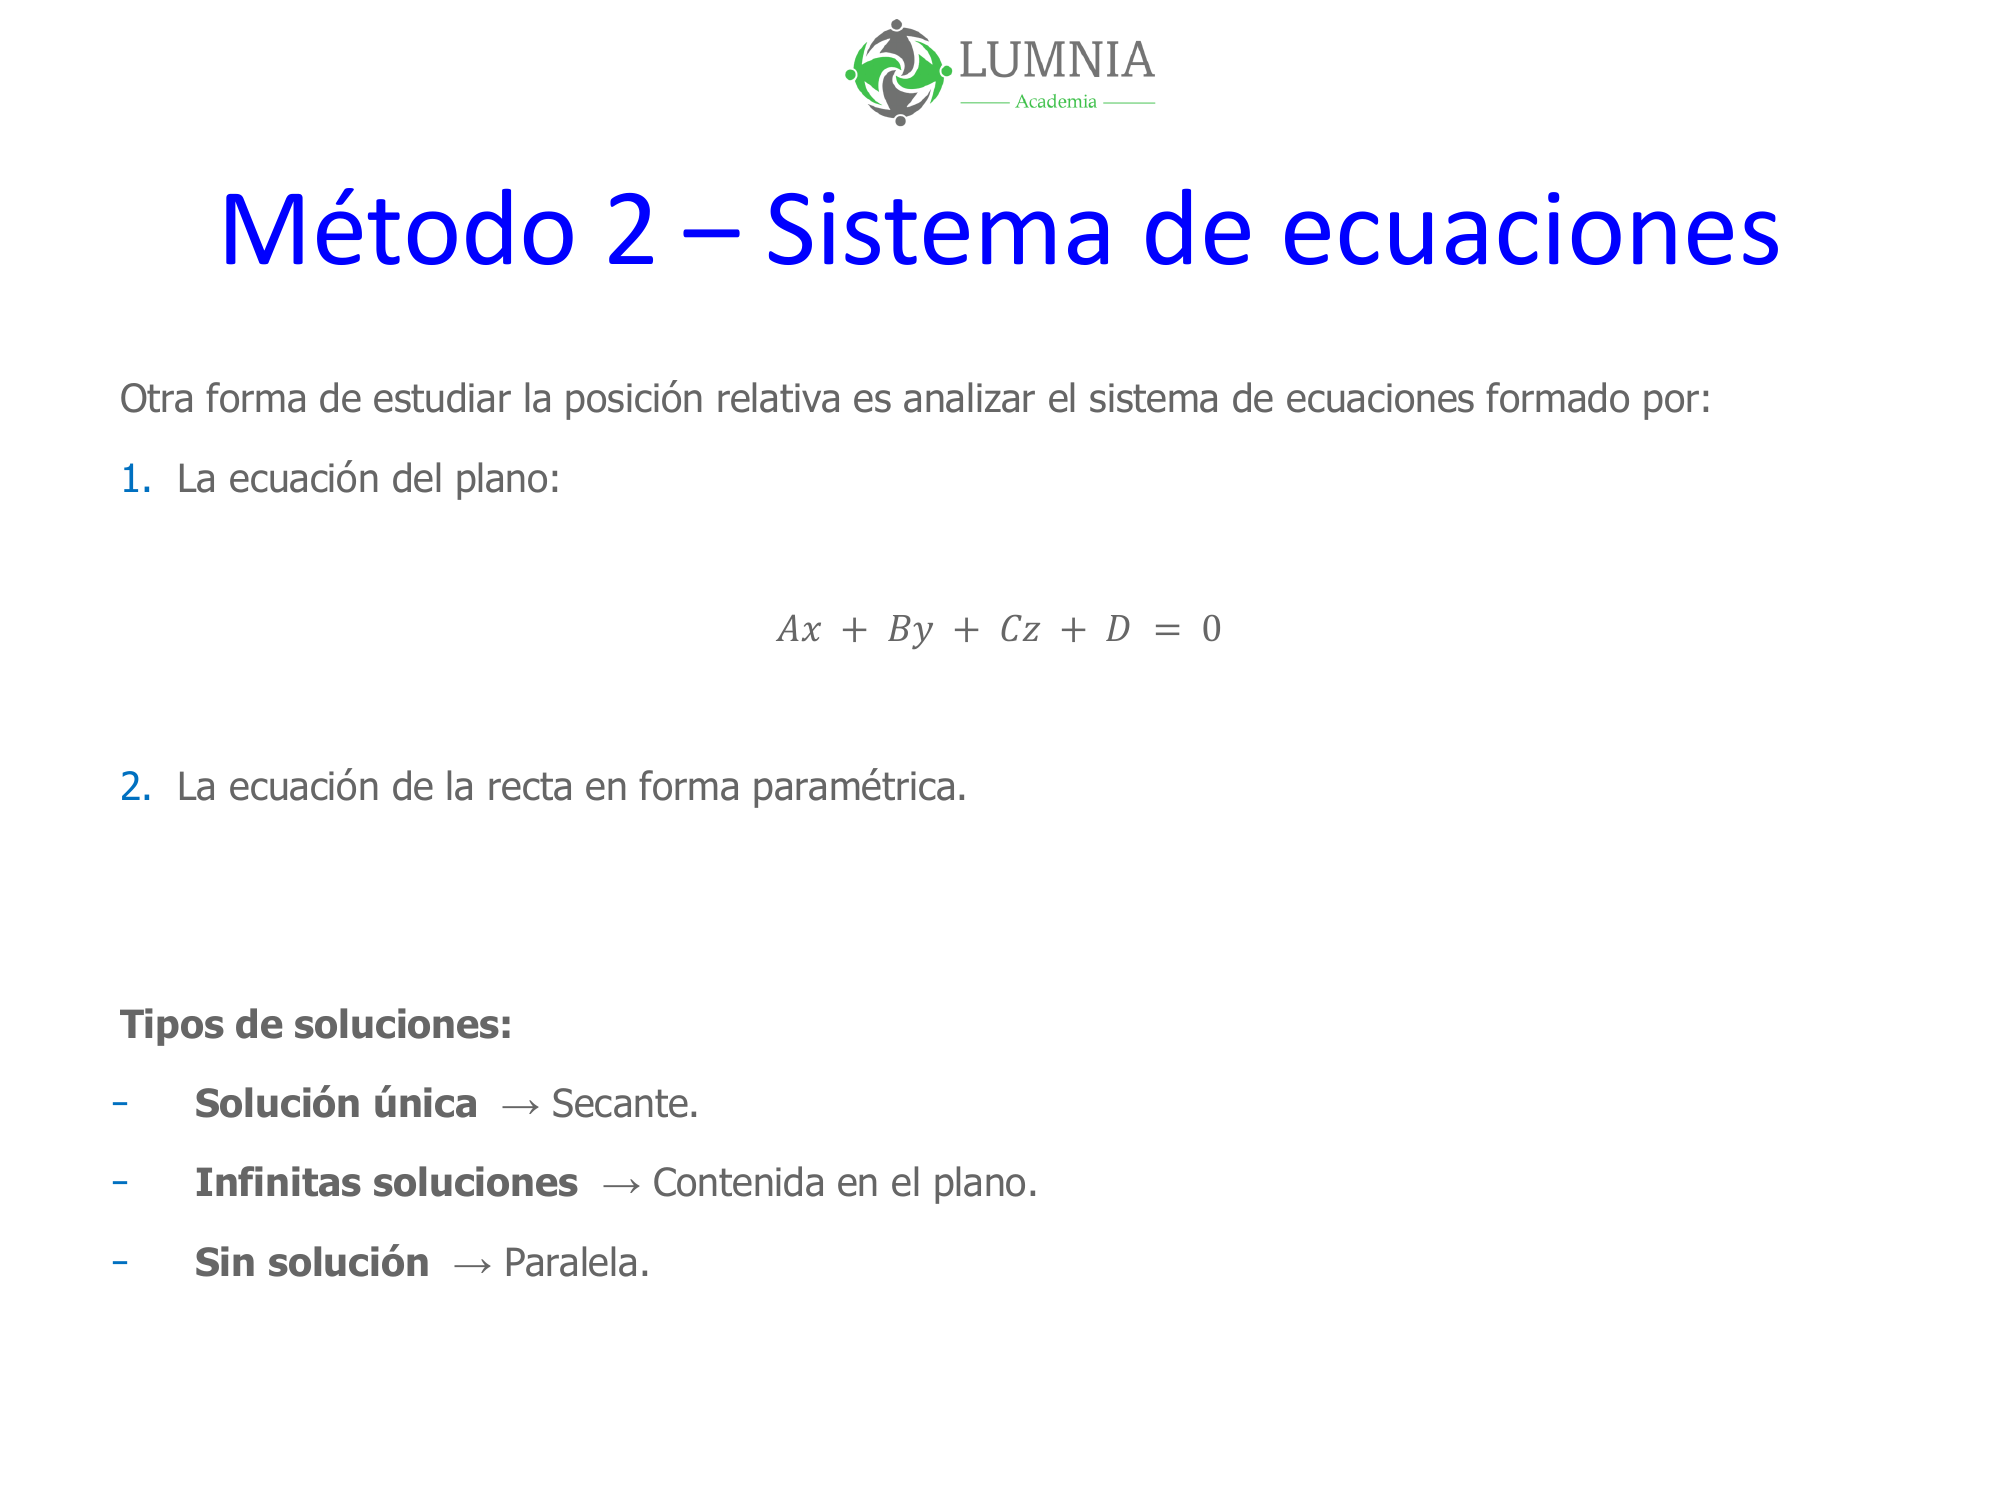 LUMNIA
Academia
Método 2 – Sistema de ecuaciones
Otra forma de estudiar la posición relativa es analizar el sistema de ecuaciones formado por:
1. La ecuación del plano:
Ax + By + Cz + D = 0
2. La ecuación de la recta en forma paramétrica.
Tipos de soluciones:
- Solución única → Secante.
- Infinitas soluciones → Contenida en el plano.
- Sin solución → Paralela.